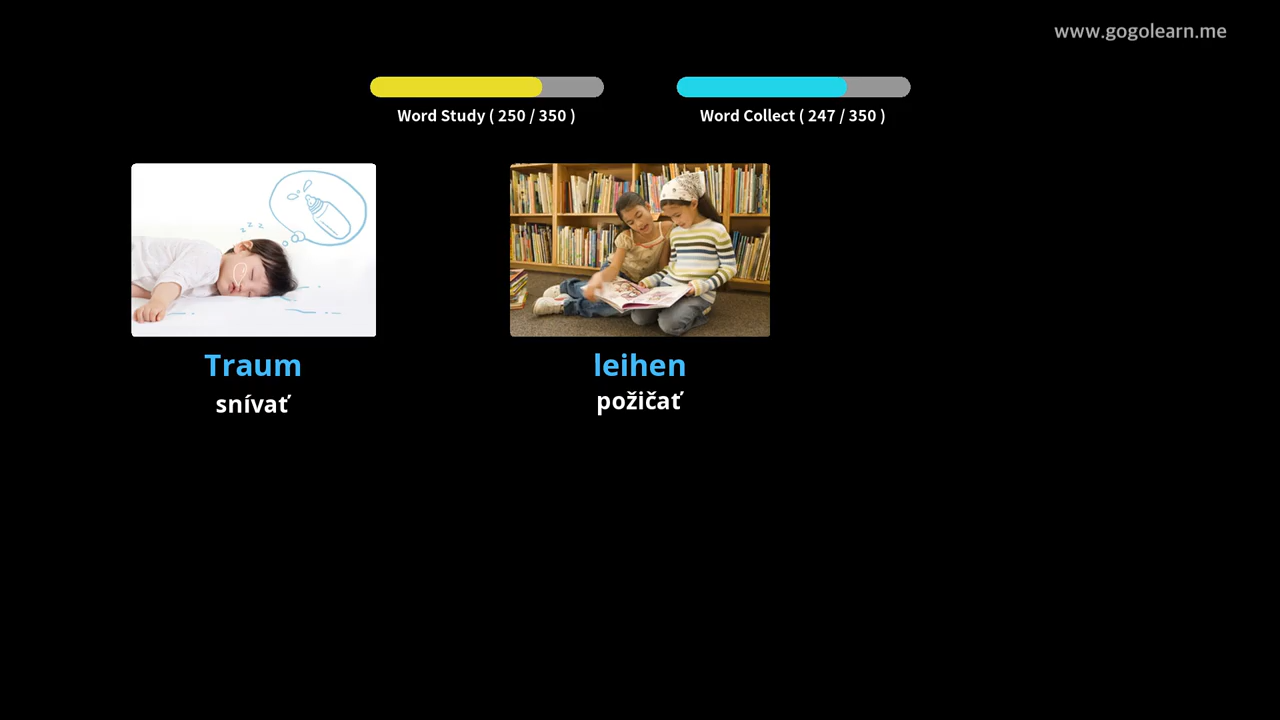 www.gogolearn.me
Word Study ( 250 / 350 )
Word Collect ( 247 / 350 )
z z z
Traum
snívať
leihen
požičať